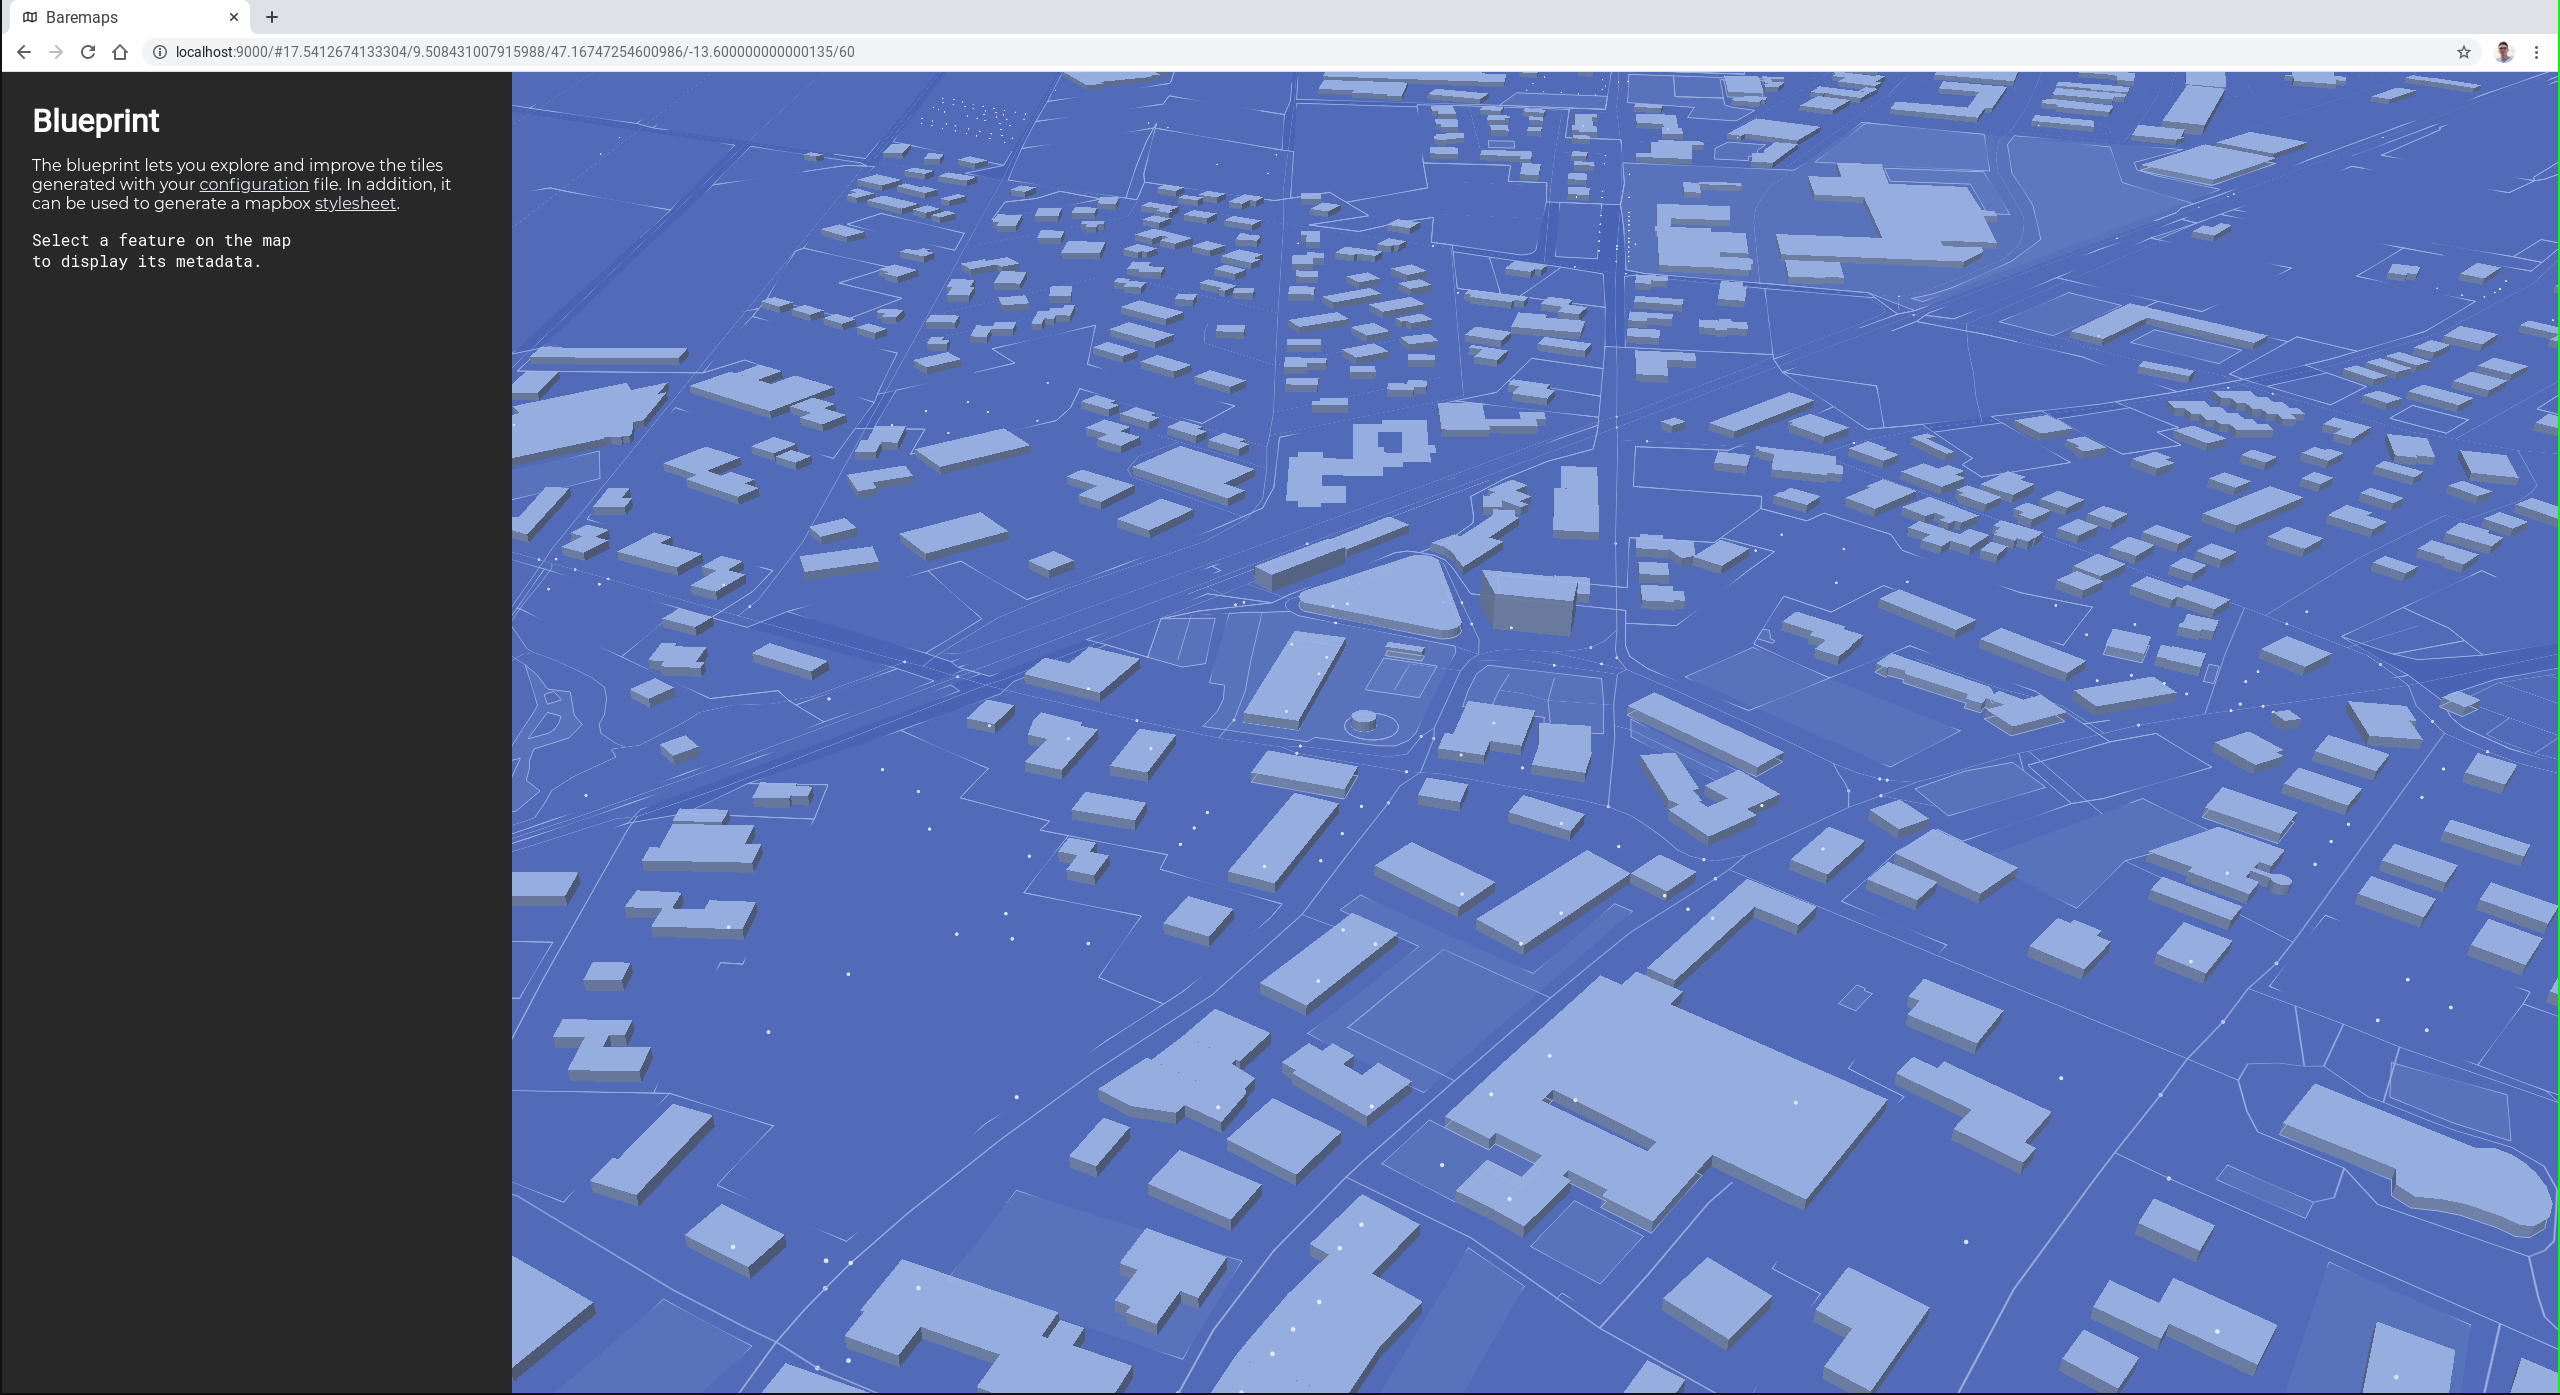 Baremaps
localhost:9000/#17.5412674133304/9.508431007915988/47.16747254600986/-13.600000000000135/60
Blueprint
The blueprint lets you explore and improve the tiles
generated with your configuration file. In addition, it
can be used to generate a mapbox stylesheet.
Select a feature on the map
to display its metadata.